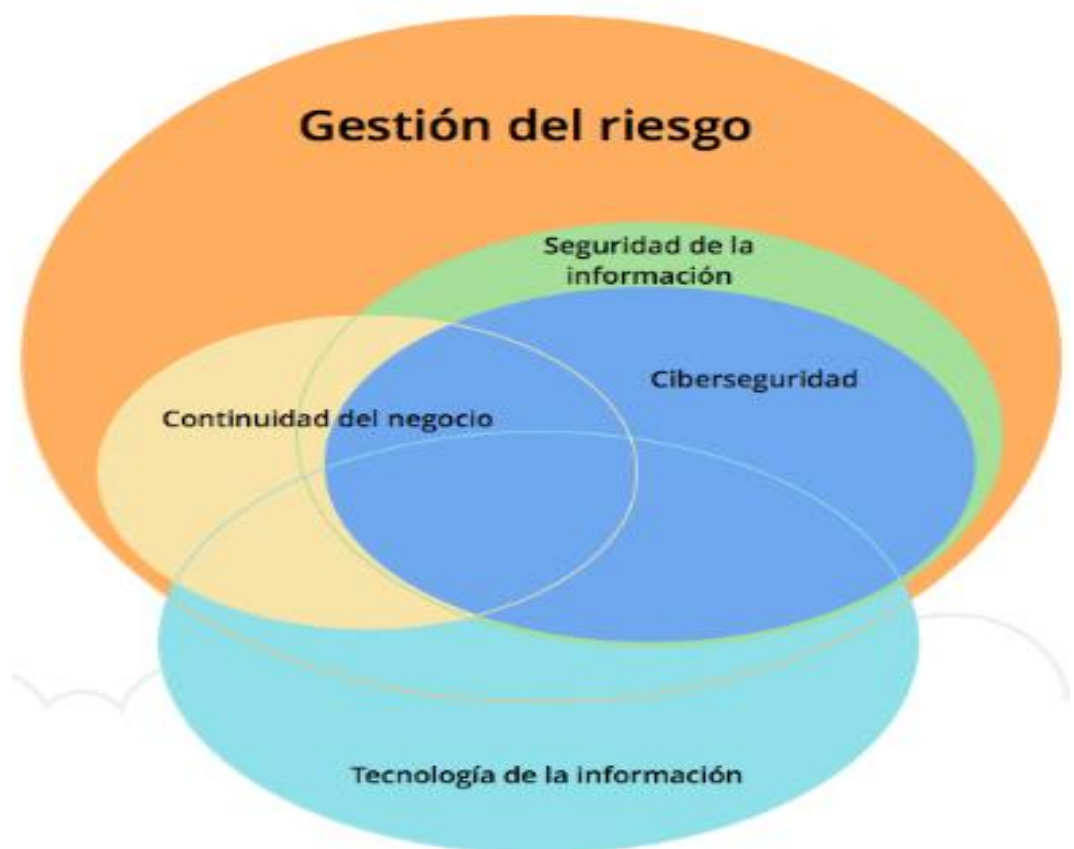 Gestión del riesgo
Seguridad de la
información
Ciberseguridad
Continuidad del negocio
Tecnología de la información